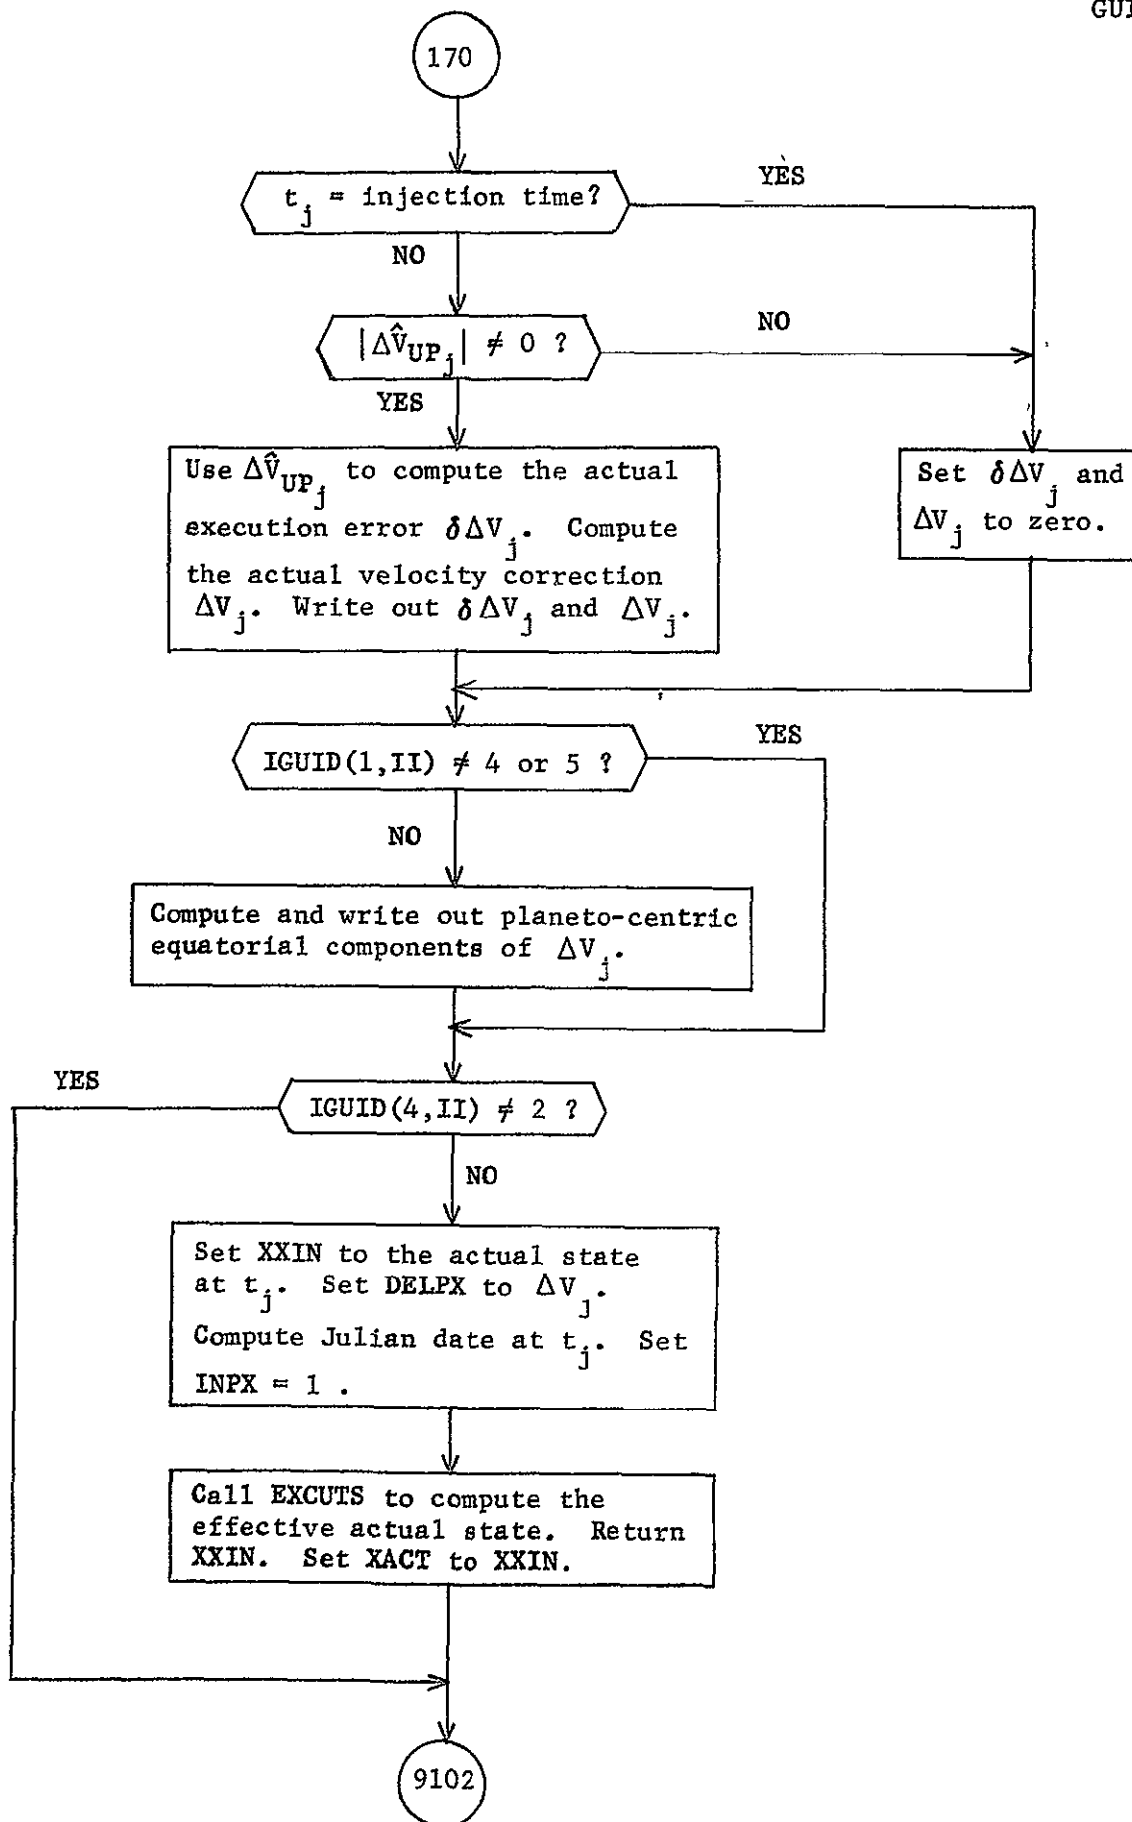 GUI
170
t_j = injection time?
YES
NO
|ΔV̂_UP_j| ≠ 0 ?
NO
YES
Use ΔV̂_UP_j to compute the actual
execution error δΔV_j. Compute
the actual velocity correction
ΔV_j. Write out δΔV_j and ΔV_j.
Set δΔV_j and
ΔV_j to zero.
IGUID(1,II) ≠ 4 or 5 ?
YES
NO
Compute and write out planeto-centric
equatorial components of ΔV_j.
YES
IGUID(4,II) ≠ 2 ?
NO
Set XXIN to the actual state
at t_j. Set DELPX to ΔV_j.
Compute Julian date at t_j. Set
INPX = 1 .
Call EXCUTS to compute the
effective actual state. Return
XXIN. Set XACT to XXIN.
9102